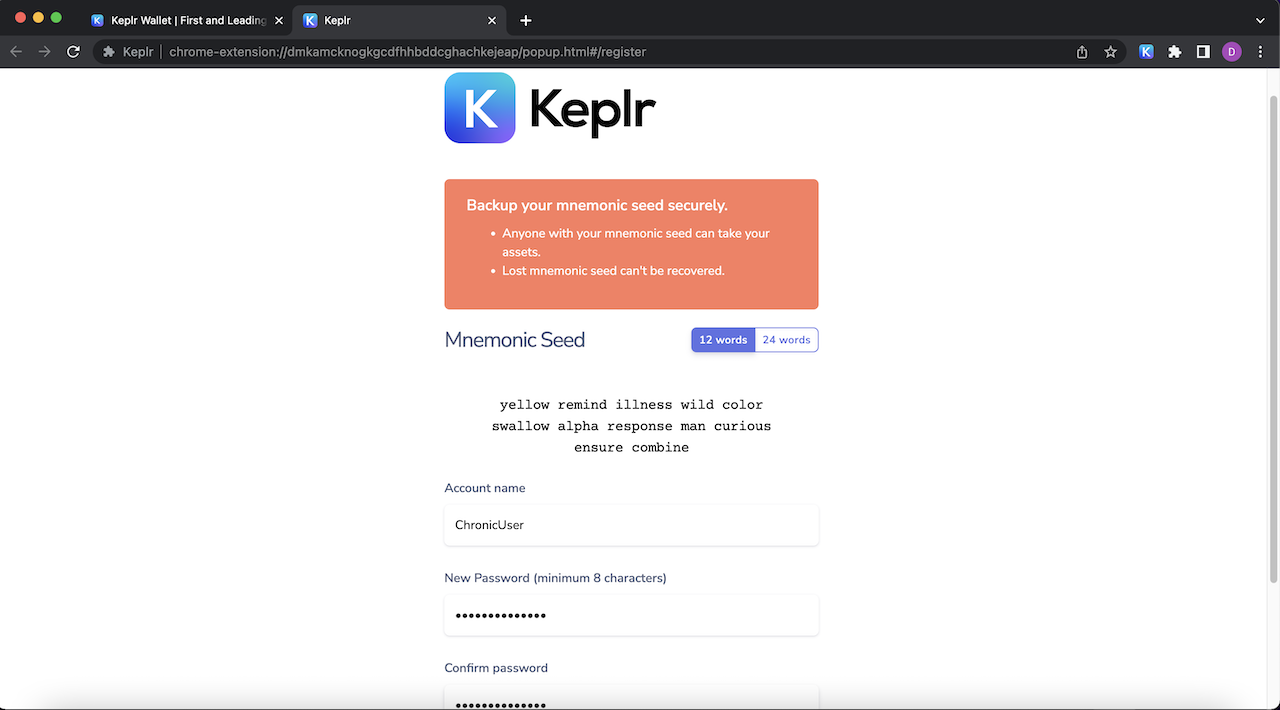 Keplr Wallet | First and Leading
Keplr
Keplr
chrome-extension://dmkamcknogkgcdfhhbddcghachkejeap/popup.html#/register
K
D
K Keplr
Backup your mnemonic seed securely.
• Anyone with your mnemonic seed can take your
assets.
• Lost mnemonic seed can't be recovered.
Mnemonic Seed
12 words
24 words
yellow remind illness wild color
swallow alpha response man curious
ensure combine
Account name
ChronicUser
New Password (minimum 8 characters)
••••••••••••••
Confirm password
••••••••••••••